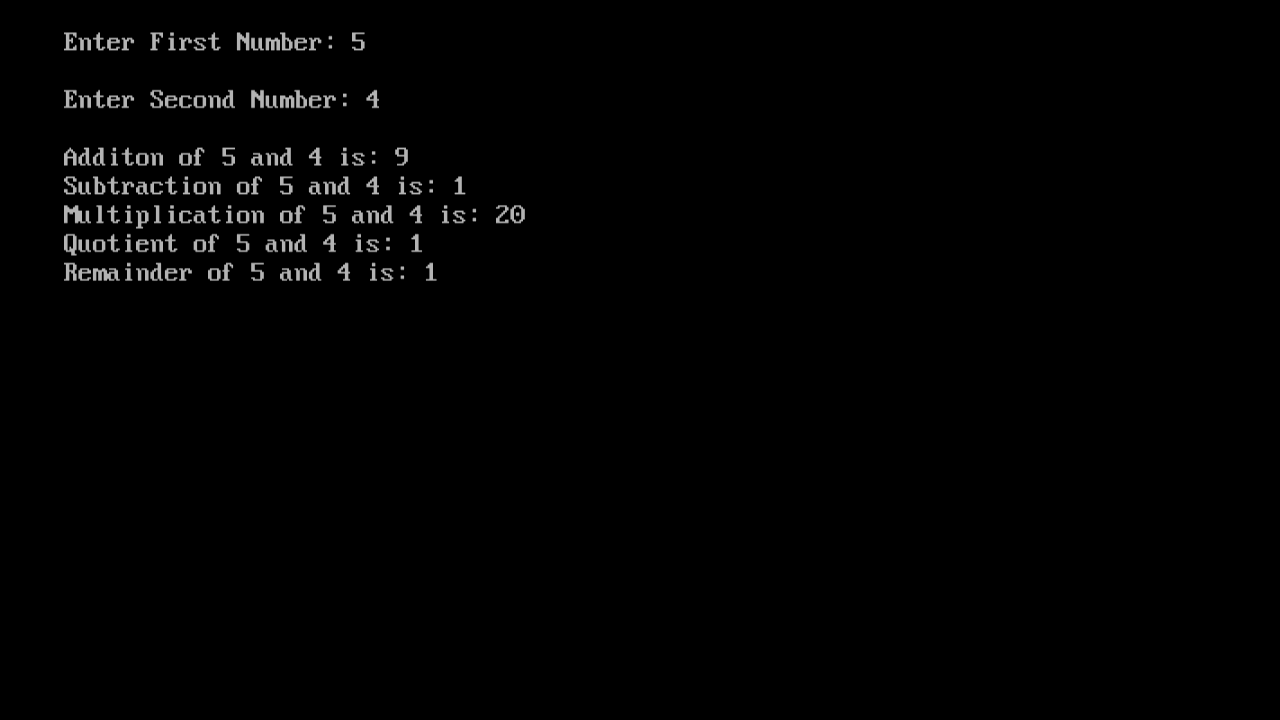 Enter First Number: 5
Enter Second Number: 4
Additon of 5 and 4 is: 9
Subtraction of 5 and 4 is: 1
Multiplication of 5 and 4 is: 20
Quotient of 5 and 4 is: 1
Remainder of 5 and 4 is: 1